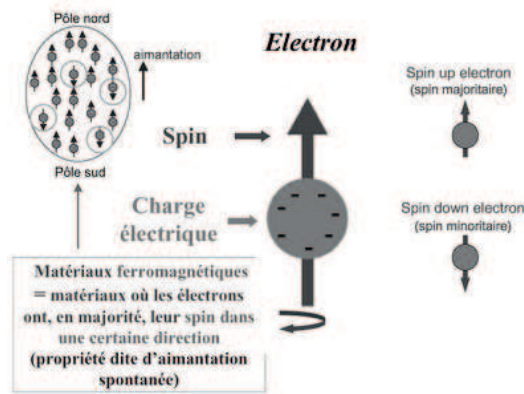 Pôle nord
aimantation
Pôle sud
Electron
Spin
Charge
électrique
Spin up electron
(spin majoritaire)
Spin down electron
(spin minoritaire)
Matériaux ferromagnétiques
= matériaux où les électrons
ont, en majorité, leur spin dans
une certaine direction
(propriété dite d'aimantation
spontanée)